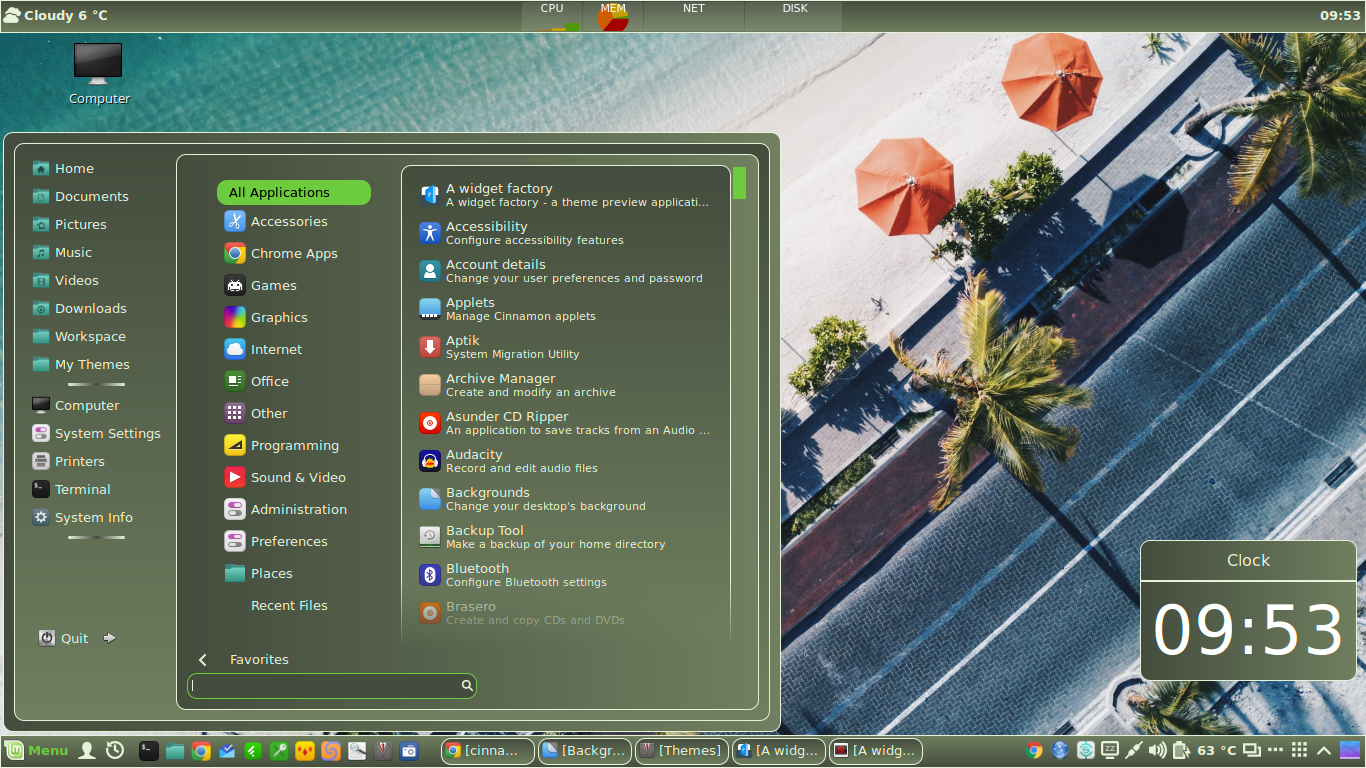 Cloudy 6 °C
CPU
MEM
NET
DISK
09:53
Computer
Home
Documents
Pictures
Music
Videos
Downloads
Workspace
My Themes
Computer
System Settings
Printers
Terminal
System Info
Quit
All Applications
Accessories
Chrome Apps
Games
Graphics
Internet
Office
Other
Programming
Sound & Video
Administration
Preferences
Places
Recent Files
Favorites
A widget factory
A widget factory - a theme preview applicati...
Accessibility
Configure accessibility features
Account details
Change your user preferences and password
Applets
Manage Cinnamon applets
Aptik
System Migration Utility
Archive Manager
Create and modify an archive
Asunder CD Ripper
An application to save tracks from an Audio ...
Audacity
Record and edit audio files
Backgrounds
Change your desktop's background
Backup Tool
Make a backup of your home directory
Bluetooth
Configure Bluetooth settings
Brasero
Create and copy CDs and DVDs
Clock
09:53
Menu
[cinna...
[Backgr...
[Themes]
[A widg...
[A widg...
63 °C